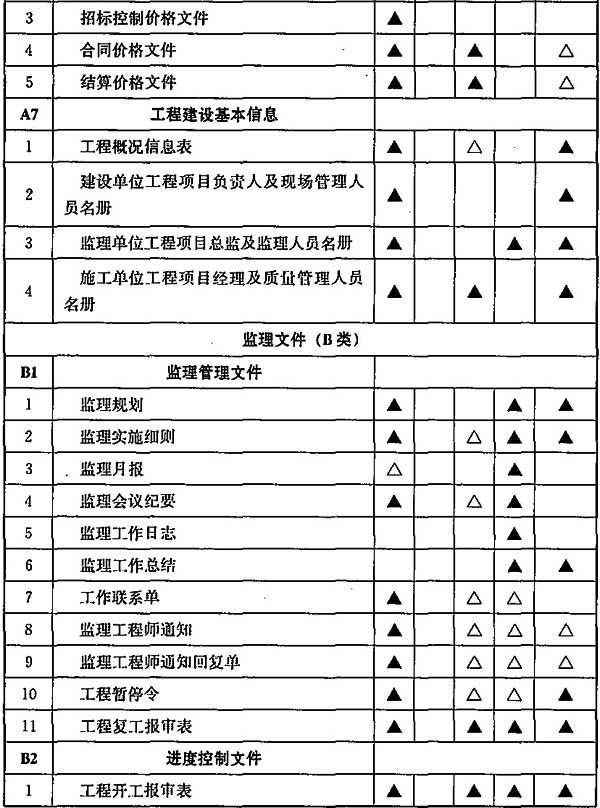 3 招标控制价格文件 ▲
4 合同价格文件 ▲ ▲ △
5 结算价格文件 ▲ ▲ △
A7 工程建设基本信息
1 工程概况信息表 ▲ △ ▲
2 建设单位工程项目负责人及现场管理人
员名册 ▲ ▲
3 监理单位工程项目总监及监理人员名册 ▲ ▲ ▲
4 施工单位工程项目经理及质量管理人员
名册 ▲ ▲ ▲
监理文件（B类）
B1 监理管理文件
1 监理规划 ▲ ▲ ▲
2 监理实施细则 ▲ △ ▲ ▲
3 监理月报 △ ▲
4 监理会议纪要 ▲ △ ▲
5 监理工作日志 ▲
6 监理工作总结 ▲ ▲
7 工作联系单 ▲ △ △
8 监理工程师通知 ▲ △ △ △
9 监理工程师通知回复单 ▲ △ △ △
10 工程暂停令 ▲ △ △ ▲
11 工程复工报审表 ▲ ▲ ▲ ▲
B2 进度控制文件
1 工程开工报审表 ▲ ▲ ▲ ▲